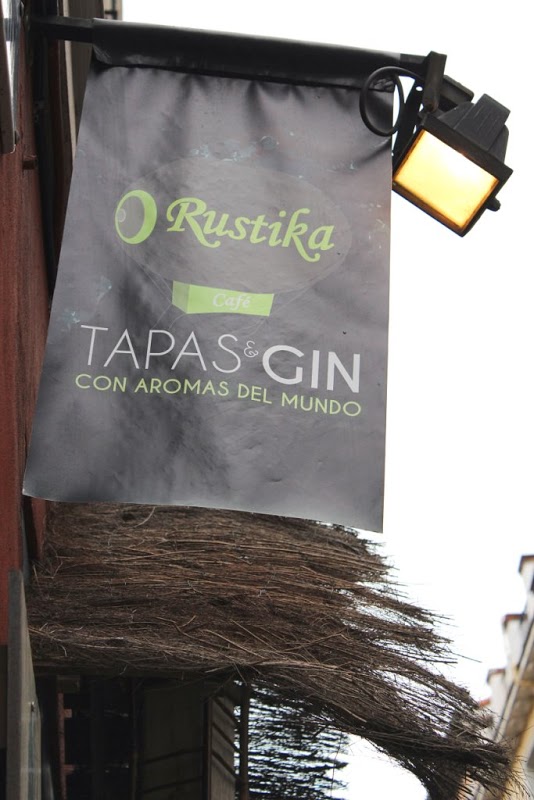 Rustika
Café
TAPAS & GIN
CON AROMAS DEL MUNDO